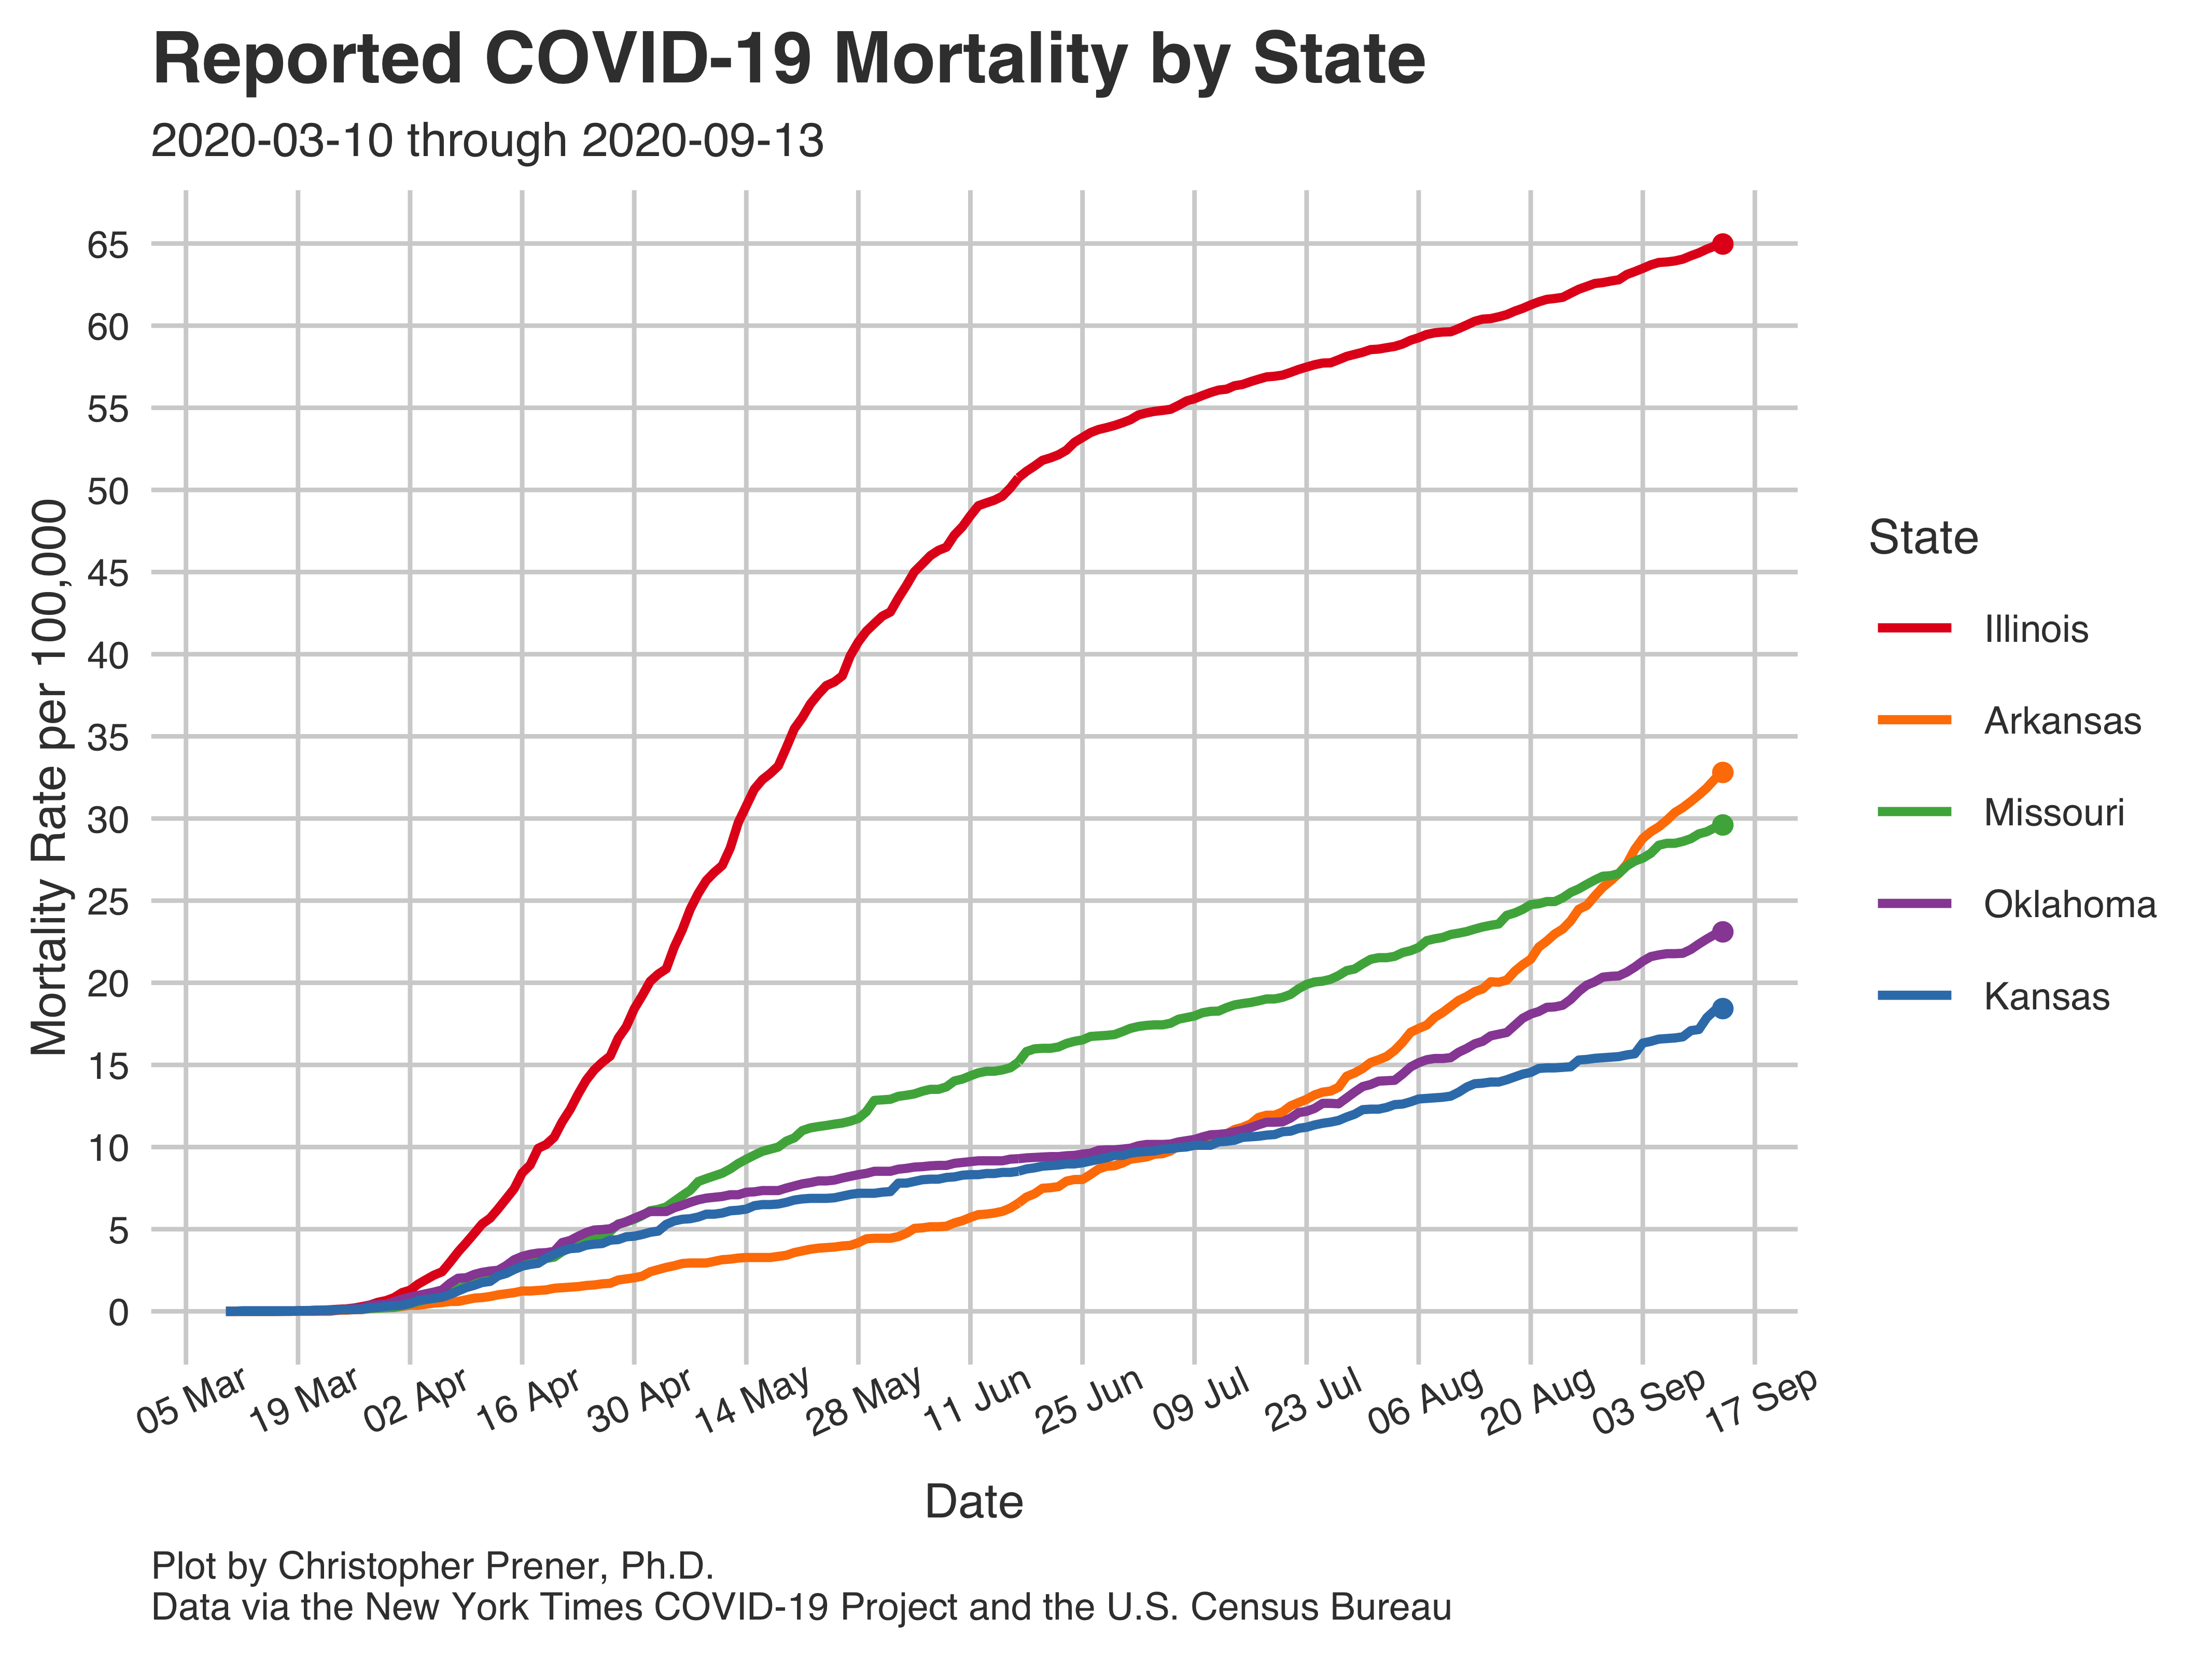 Reported COVID-19 Mortality by State
2020-03-10 through 2020-09-13
Mortality Rate per 100,000
65
60
55
50
45
40
35
30
25
20
15
10
5
0
05 Mar
19 Mar
02 Apr
16 Apr
30 Apr
14 May
28 May
11 Jun
25 Jun
09 Jul
23 Jul
06 Aug
20 Aug
03 Sep
17 Sep
Date
State
Illinois
Arkansas
Missouri
Oklahoma
Kansas
Plot by Christopher Prener, Ph.D.
Data via the New York Times COVID-19 Project and the U.S. Census Bureau